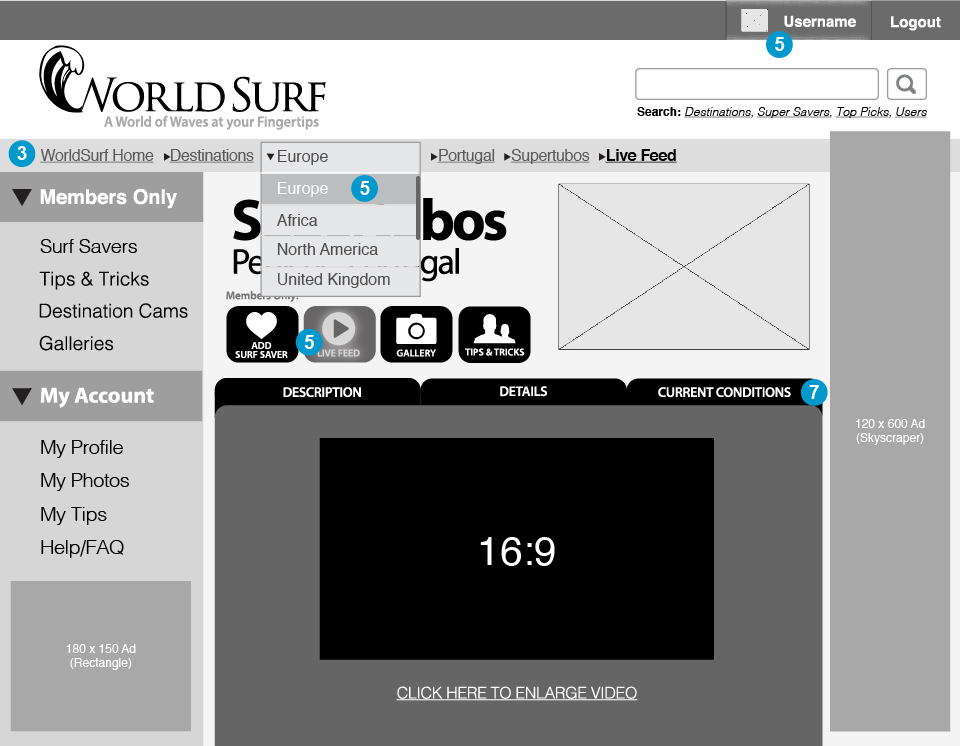 Username
Logout
5
WORLD SURF
A World of Waves at your Fingertips
Search: Destinations, Super Savers, Top Picks, Users
3 WorldSurf Home Destinations Europe Portugal Supertubos Live Feed
Europe 5
Africa
North America
United Kingdom
Members Only
Surf Savers
Tips & Tricks
Destination Cams
Galleries
My Account
My Profile
My Photos
My Tips
Help/FAQ
180 x 150 Ad
(Rectangle)
S bos
Pe gal
Members Only:
ADD
SURF SAVER
5
LIVE FEED
GALLERY
TIPS & TRICKS
DESCRIPTION
DETAILS
CURRENT CONDITIONS 7
16:9
CLICK HERE TO ENLARGE VIDEO
120 x 600 Ad
(Skyscraper)